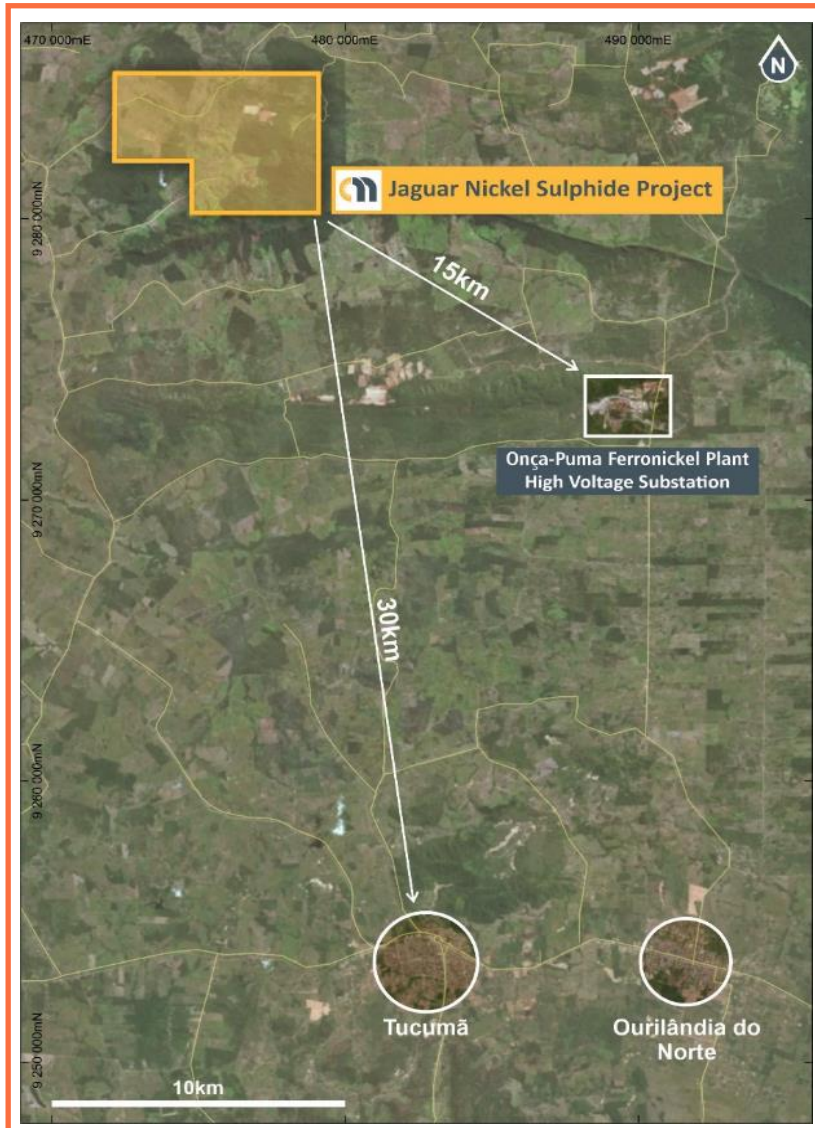 470 000mE
480 000mE
490 000mE
N
Jaguar Nickel Sulphide Project
9 280 000mN
15km
Onça-Puma Ferronickel Plant
High Voltage Substation
9 270 000mN
30km
9 260 000mN
Tucumã
Ourilândia do
Norte
9 250 000mN
10km